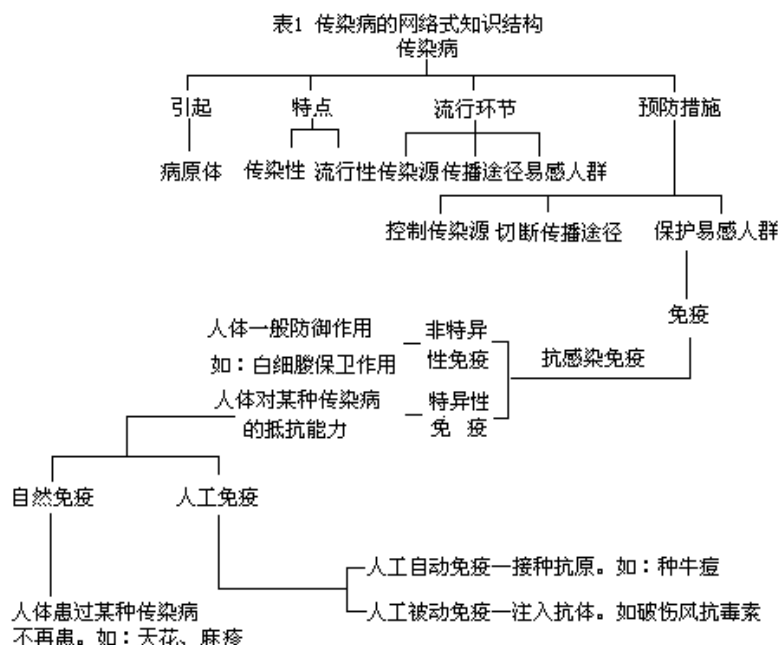 表1 传染病的网络式知识结构
传染病
引起 特点 流行环节 预防措施
病原体 传染性 流行性 传染源 传播途径 易感人群
控制传染源 切断传播途径 保护易感人群
免疫
人体一般防御作用 非特异
如：白细胞保卫作用 性免疫 抗感染免疫
人体对某种传染病 特异性
的抵抗能力 免 疫
自然免疫 人工免疫
人工自动免疫—接种抗原。如：种牛痘
人体患过某种传染病 人工被动免疫—注入抗体。如破伤风抗毒素
不再患。如：天花、麻疹